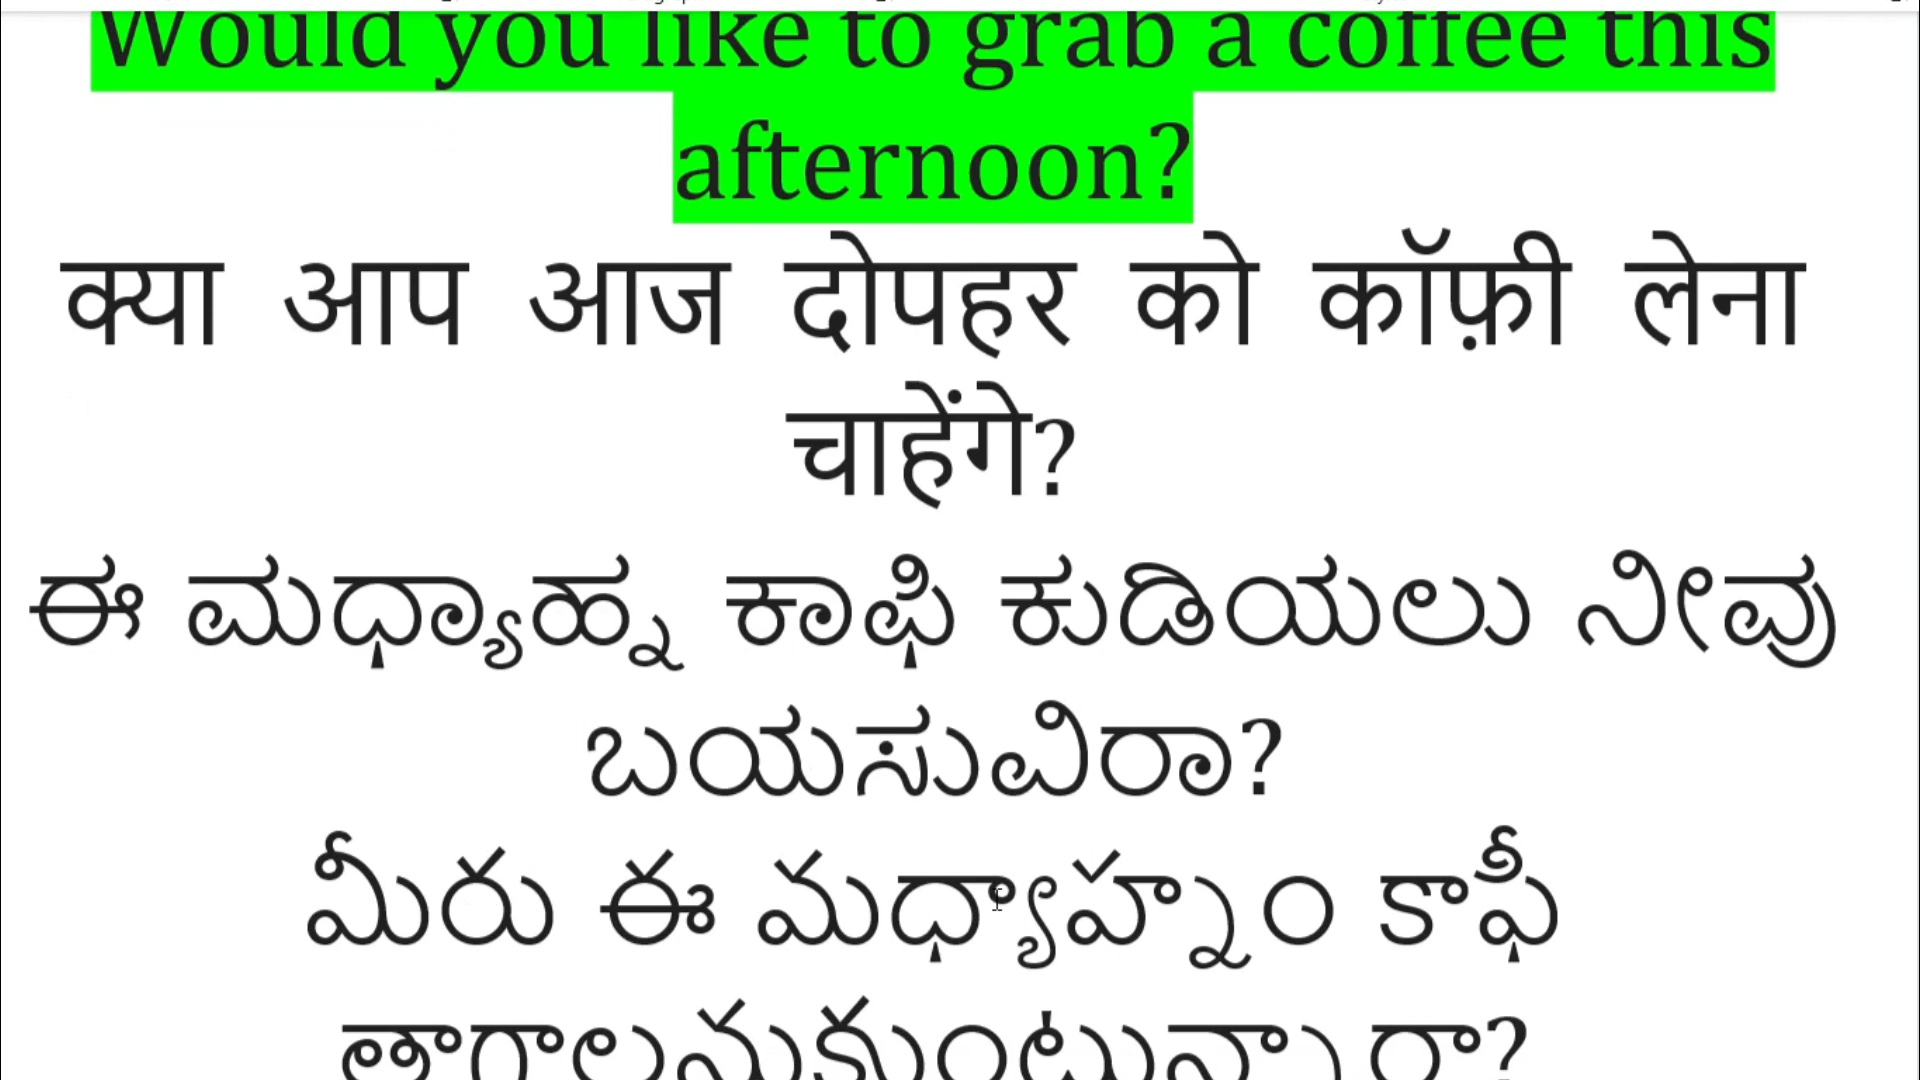 Would you like to grab a coffee this
afternoon?
क्या आप आज दोपहर को कॉफ़ी लेना
चाहेंगे?
ಈ ಮಧ್ಯಾಹ್ನ ಕಾಫಿ ಕುಡಿಯಲು ನೀವು
ಬಯಸುವಿರಾ?
మీరు ఈ మధ్యాహ్నం కాఫీ
తాగాలనుకుంటున్నారా?